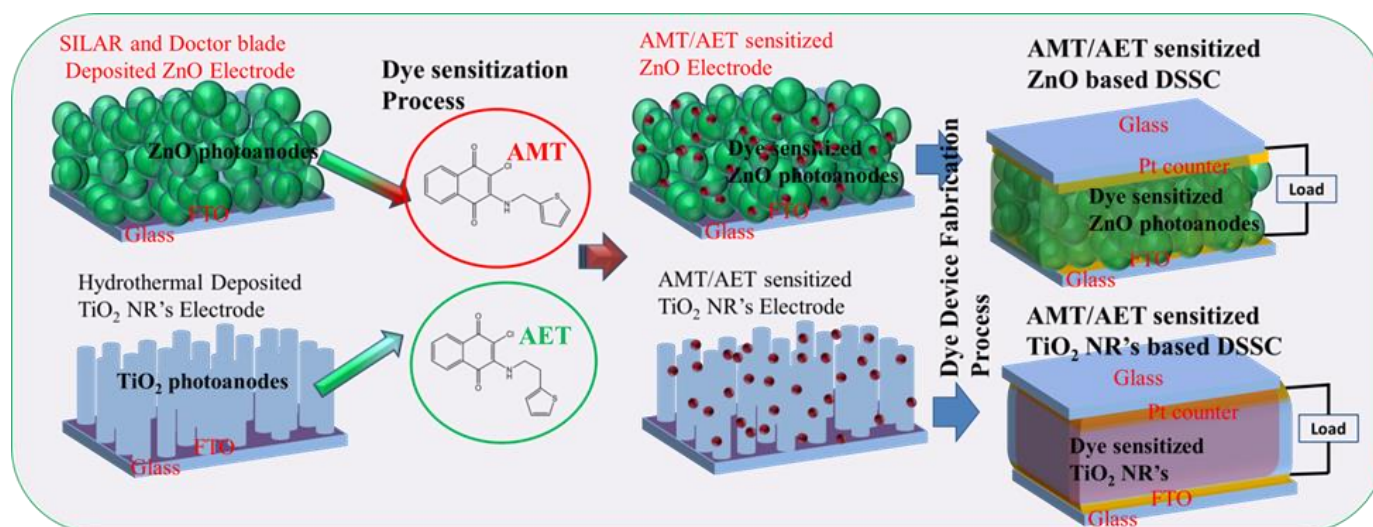 SILAR and Doctor blade
Deposited ZnO Electrode
ZnO photoanodes
FTO
Glass
Hydrothermal Deposited
TiO₂ NR's Electrode
TiO₂ photoanodes
FTO
Glass
Dye sensitization
Process
AMT
O
Cl
O
N
H
S
AET
O
Cl
O
N
H
S
AMT/AET sensitized
ZnO Electrode
Dye sensitized
ZnO photoanodes
FTO
Glass
AMT/AET sensitized
TiO₂ NR's Electrode
Dye Device Fabrication
Process
AMT/AET sensitized
ZnO based DSSC
Glass
Pt counter
Dye sensitized
ZnO photoanodes
FTO
Glass
Load
AMT/AET sensitized
TiO₂ NR's based DSSC
Glass
Pt counter
Dye sensitized
TiO₂ NR's
FTO
Glass
Load